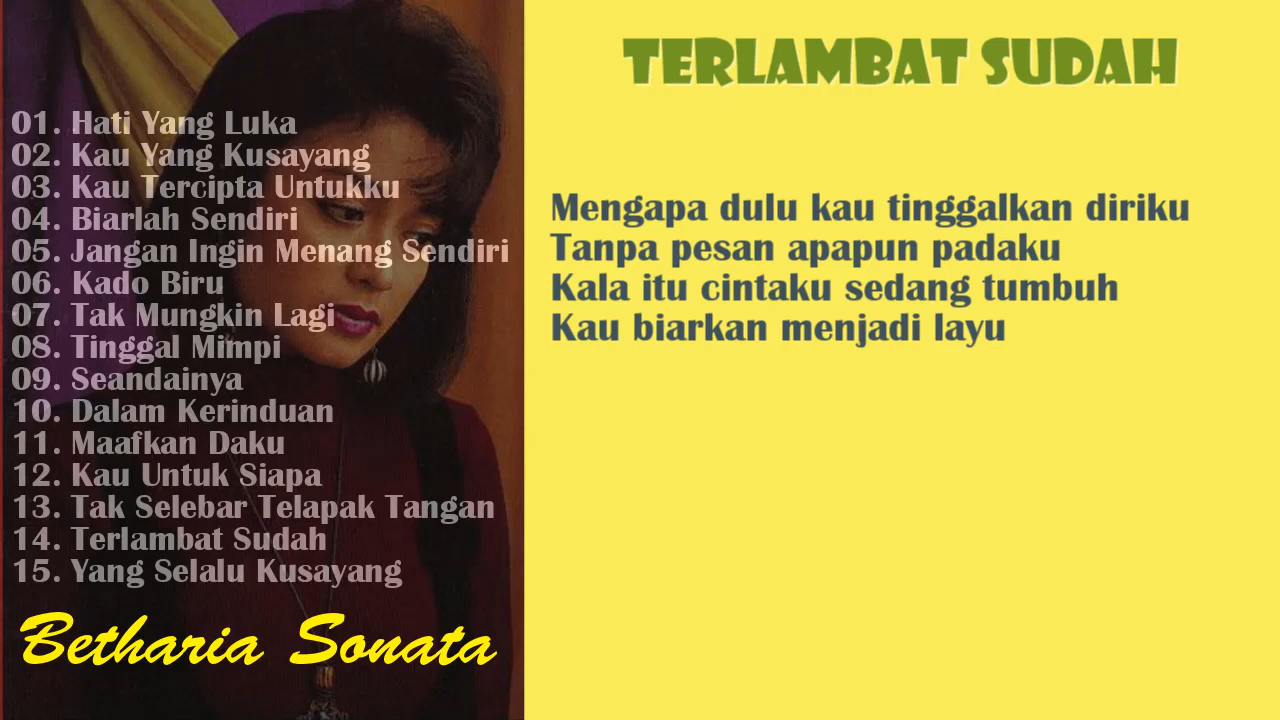 01. Hati Yang Luka
02. Kau Yang Kusayang
03. Kau Tercipta Untukku
04. Biarlah Sendiri
05. Jangan Ingin Menang Sendiri
06. Kado Biru
07. Tak Mungkin Lagi
08. Tinggal Mimpi
09. Seandainya
10. Dalam Kerinduan
11. Maafkan Daku
12. Kau Untuk Siapa
13. Tak Selebar Telapak Tangan
14. Terlambat Sudah
15. Yang Selalu Kusayang
Betharia Sonata
TERLAMBAT SUDAH
Mengapa dulu kau tinggalkan diriku
Tanpa pesan apapun padaku
Kala itu cintaku sedang tumbuh
Kau biarkan menjadi layu